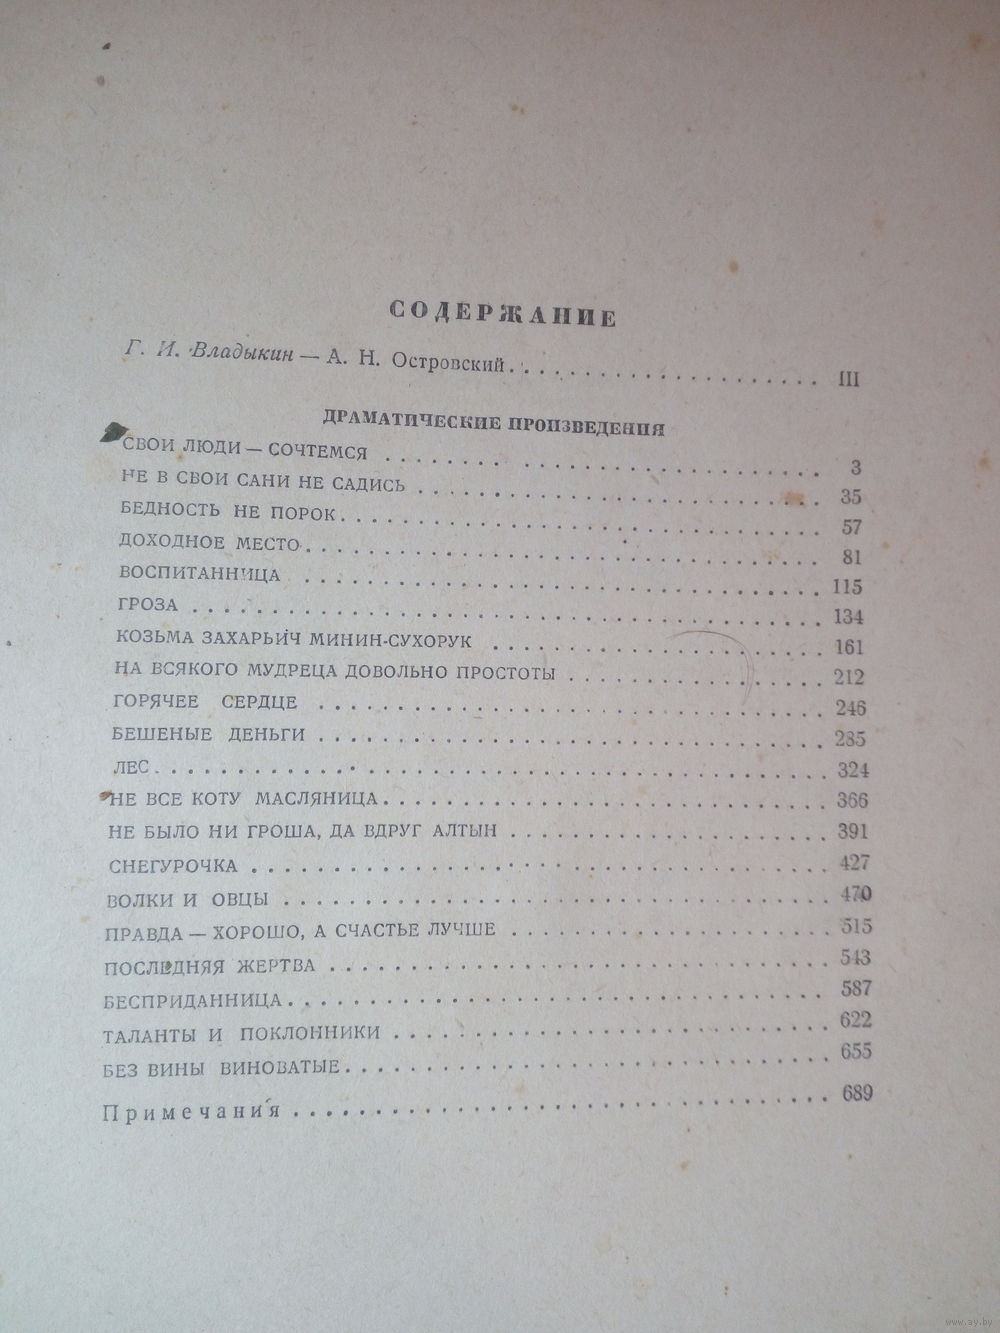 СОДЕРЖАНИЕ
Г. И. Владыкин — А. Н. Островский. . . . . . . . . . . . . . . . . . . . III
ДРАМАТИЧЕСКИЕ ПРОИЗВЕДЕНИЯ
СВОИ ЛЮДИ — СОЧТЕМСЯ . . . . . . . . . . . . . . . . . . . . 3
НЕ В СВОИ САНИ НЕ САДИСЬ . . . . . . . . . . . . . . . . . . . . 35
БЕДНОСТЬ НЕ ПОРОК . . . . . . . . . . . . . . . . . . . . 57
ДОХОДНОЕ МЕСТО . . . . . . . . . . . . . . . . . . . . 81
ВОСПИТАННИЦА . . . . . . . . . . . . . . . . . . . . 115
ГРОЗА . . . . . . . . . . . . . . . . . . . . 134
КОЗЬМА ЗАХАРЬИЧ МИНИН-СУХОРУК . . . . . . . . . . . . . . . . . . . . 161
НА ВСЯКОГО МУДРЕЦА ДОВОЛЬНО ПРОСТОТЫ . . . . . . . . . . . . . . . 212
ГОРЯЧЕЕ СЕРДЦЕ . . . . . . . . . . . . . . . . . . . . 246
БЕШЕНЫЕ ДЕНЬГИ . . . . . . . . . . . . . . . . . . . . 285
ЛЕС . . . . . . . . . . . . . . . . . . . . 324
НЕ ВСЕ КОТУ МАСЛЯНИЦА . . . . . . . . . . . . . . . . . . . . 366
НЕ БЫЛО НИ ГРОША, ДА ВДРУГ АЛТЫН . . . . . . . . . . . . . . . . . 391
СНЕГУРОЧКА . . . . . . . . . . . . . . . . . . . . 427
ВОЛКИ И ОВЦЫ . . . . . . . . . . . . . . . . . . . . 470
ПРАВДА — ХОРОШО, А СЧАСТЬЕ ЛУЧШЕ . . . . . . . . . . . . . . . . . 515
ПОСЛЕДНЯЯ ЖЕРТВА . . . . . . . . . . . . . . . . . . . . 543
БЕСПРИДАННИЦА . . . . . . . . . . . . . . . . . . . . 587
ТАЛАНТЫ И ПОКЛОННИКИ . . . . . . . . . . . . . . . . . . . . 622
БЕЗ ВИНЫ ВИНОВАТЫЕ . . . . . . . . . . . . . . . . . . . . 655
Примечания . . . . . . . . . . . . . . . . . . . . 689
www.ay.by